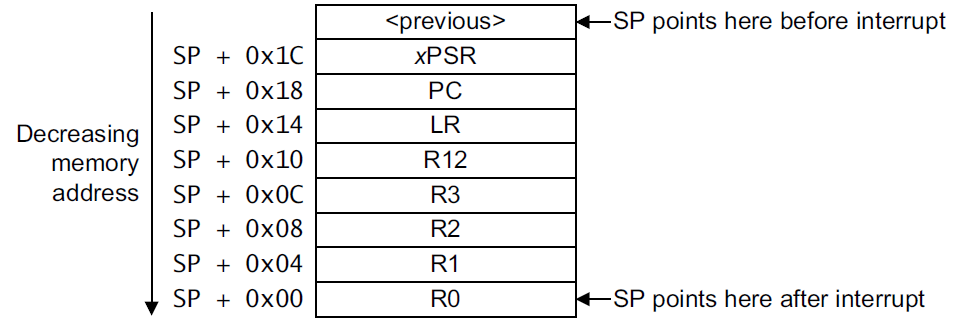 <previous> SP points here before interrupt
SP + 0x1C xPSR
SP + 0x18 PC
SP + 0x14 LR
Decreasing
memory
address
SP + 0x10 R12
SP + 0x0C R3
SP + 0x08 R2
SP + 0x04 R1
SP + 0x00 R0 SP points here after interrupt